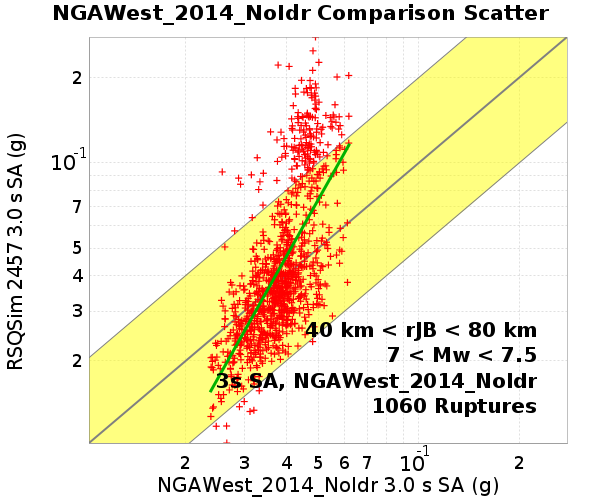 NGAWest_2014_NoIdr Comparison Scatter
RSQSim 2457 3.0 s SA (g)
2
10-1
7
5
4
3
2
40 km < rJB < 80 km
7 < Mw < 7.5
3s SA, NGAWest_2014_NoIdr
1060 Ruptures
2 3 4 5 6 7 10-1 2
NGAWest_2014_NoIdr 3.0 s SA (g)